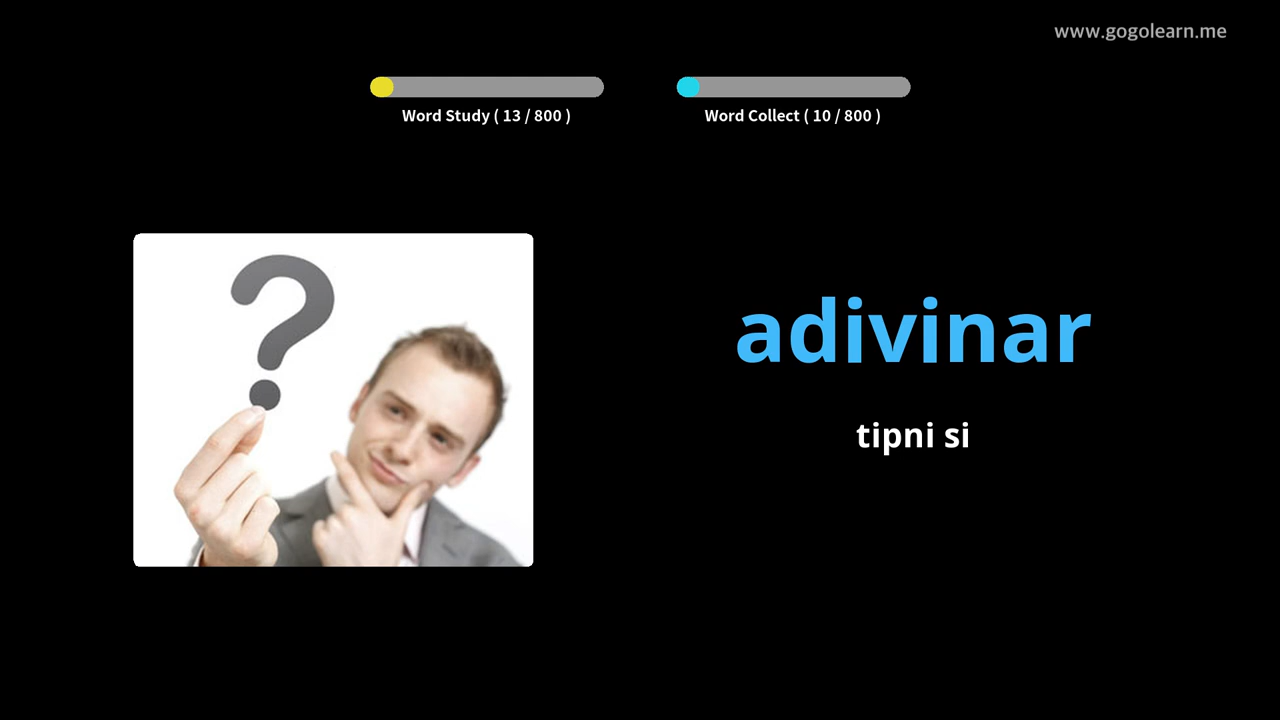 www.gogolearn.me
Word Study ( 13 / 800 )
Word Collect ( 10 / 800 )
?
adivinar
tipni si